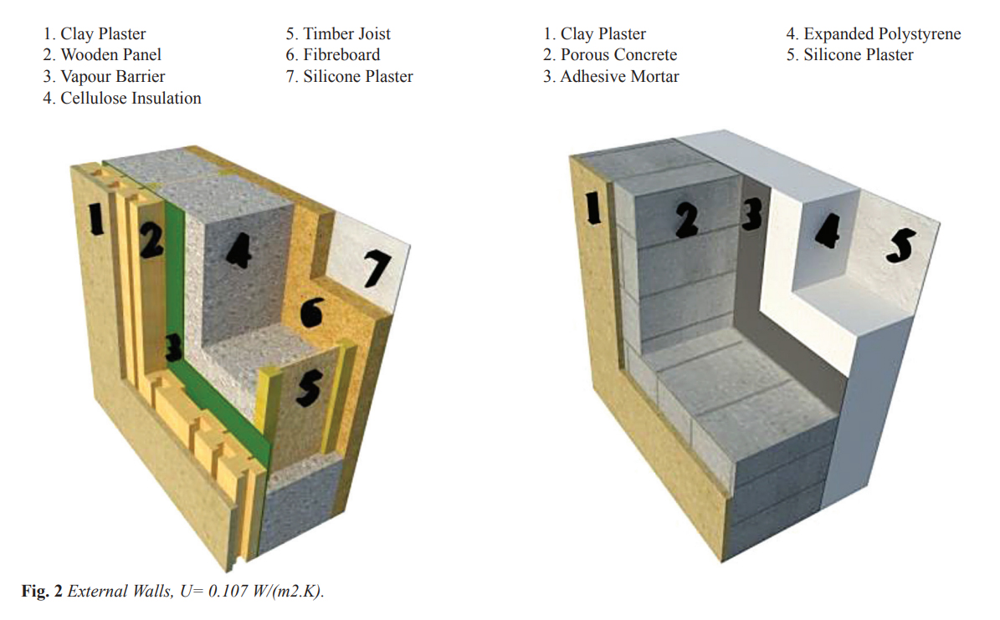 1. Clay Plaster
2. Wooden Panel
3. Vapour Barrier
4. Cellulose Insulation
5. Timber Joist
6. Fibreboard
7. Silicone Plaster
1. Clay Plaster
2. Porous Concrete
3. Adhesive Mortar
4. Expanded Polystyrene
5. Silicone Plaster
1
2
3
4
5
6
7
1
2
3
4
5
Fig. 2 External Walls, U= 0.107 W/(m2.K).